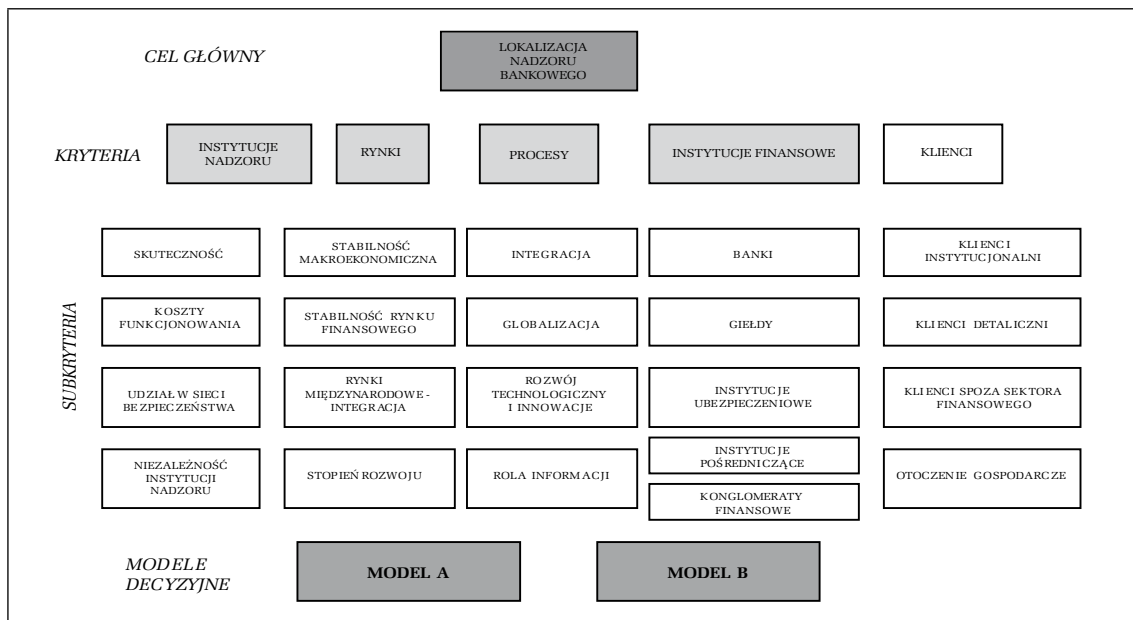 CEL GŁÓWNY
LOKALIZACJA
NADZORU
BANKOWEGO
KRYTERIA
INSTYTUCJE
NADZORU
RYNKI
PROCESY
INSTYTUCJE FINANSOWE
KLIENCI
SUBKRYTERIA
SKUTECZNOŚĆ
STABILNOŚĆ
MAKROEKONOMICZNA
INTEGRACJA
BANKI
KLIENCI
INSTYTUCJONALNI
KOSZTY
FUNKCJONOWANIA
STABILNOŚĆ RYNKU
FINANSOWEGO
GLOBALIZACJA
GIEŁDY
KLIENCI DETALICZNI
UDZIAŁ W SIECI
BEZPIECZEŃSTWA
RYNKI
MIĘDZYNARODOWE -
INTEGRACJA
ROZWÓJ
TECHNOLOGICZNY
I INNOWACJE
INSTYTUCJE
UBEZPIECZENIOWE
KLIENCI SPOZA SEKTORA
FINANSOWEGO
NIEZALEŻNOŚĆ
INSTYTUCJI
NADZORU
STOPIEŃ ROZWOJU
ROLA INFORMACJI
INSTYTUCJE
POŚREDNICZĄCE
KONGLOMERATY
FINANSOWE
OTOCZENIE GOSPODARCZE
MODELE
DECYZYJNE
MODEL A
MODEL B